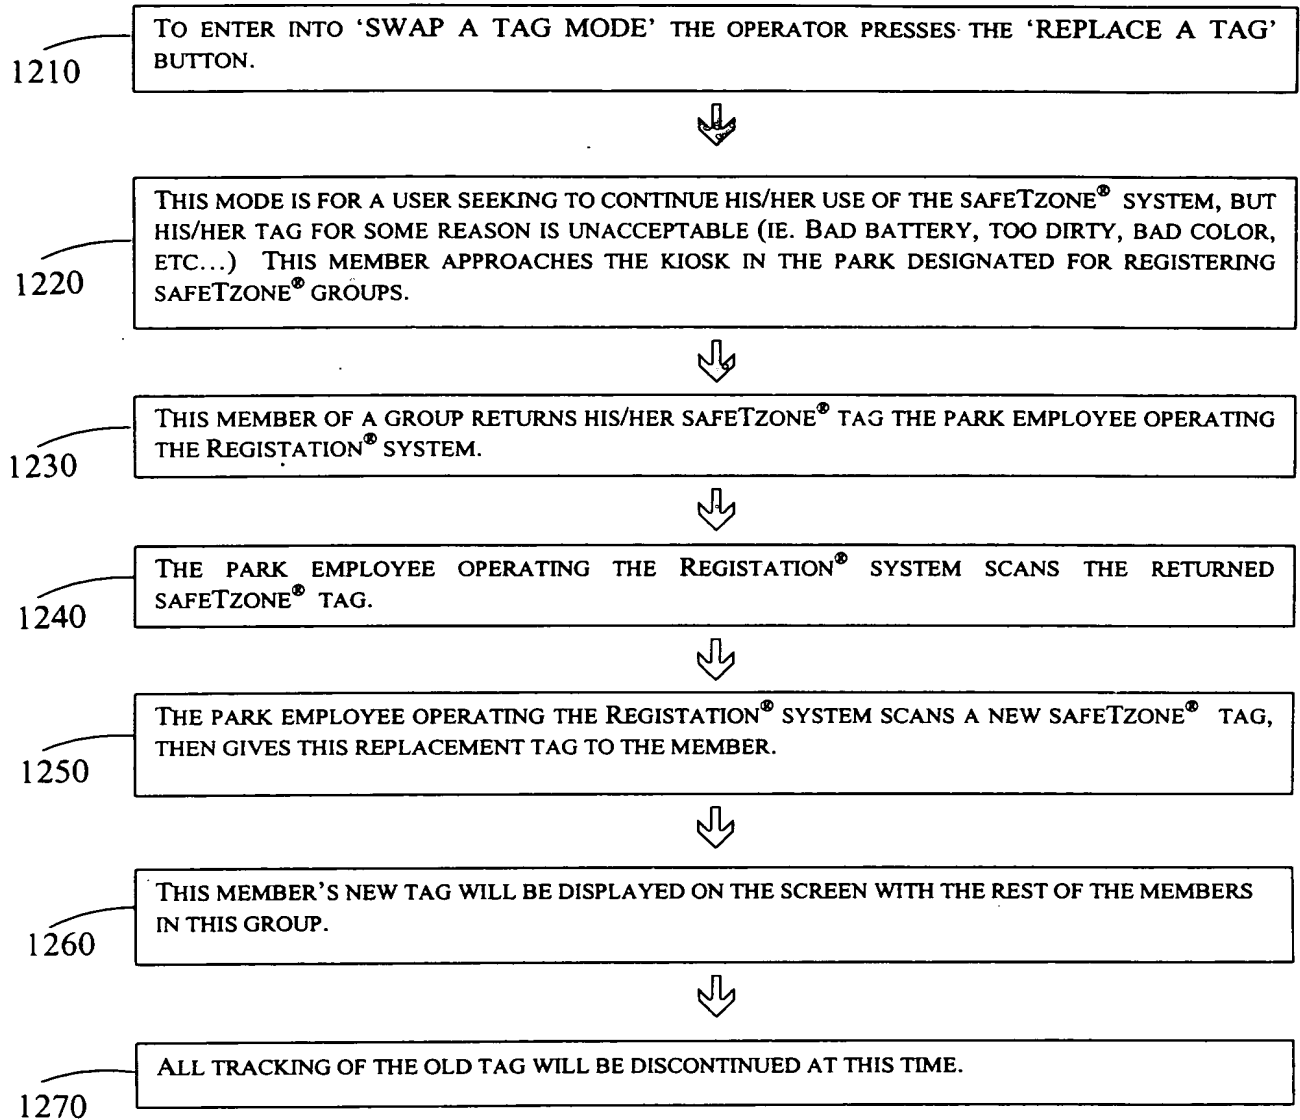 TO ENTER INTO 'SWAP A TAG MODE' THE OPERATOR PRESSES THE 'REPLACE A TAG'
BUTTON.
1210
THIS MODE IS FOR A USER SEEKING TO CONTINUE HIS/HER USE OF THE SAFETZONE® SYSTEM, BUT
HIS/HER TAG FOR SOME REASON IS UNACCEPTABLE (IE. BAD BATTERY, TOO DIRTY, BAD COLOR,
ETC...) THIS MEMBER APPROACHES THE KIOSK IN THE PARK DESIGNATED FOR REGISTERING
SAFETZONE® GROUPS.
1220
THIS MEMBER OF A GROUP RETURNS HIS/HER SAFETZONE® TAG THE PARK EMPLOYEE OPERATING
THE REGISTATION® SYSTEM.
1230
THE PARK EMPLOYEE OPERATING THE REGISTATION® SYSTEM SCANS THE RETURNED
SAFETZONE® TAG.
1240
THE PARK EMPLOYEE OPERATING THE REGISTATION® SYSTEM SCANS A NEW SAFETZONE® TAG,
THEN GIVES THIS REPLACEMENT TAG TO THE MEMBER.
1250
THIS MEMBER'S NEW TAG WILL BE DISPLAYED ON THE SCREEN WITH THE REST OF THE MEMBERS
IN THIS GROUP.
1260
ALL TRACKING OF THE OLD TAG WILL BE DISCONTINUED AT THIS TIME.
1270